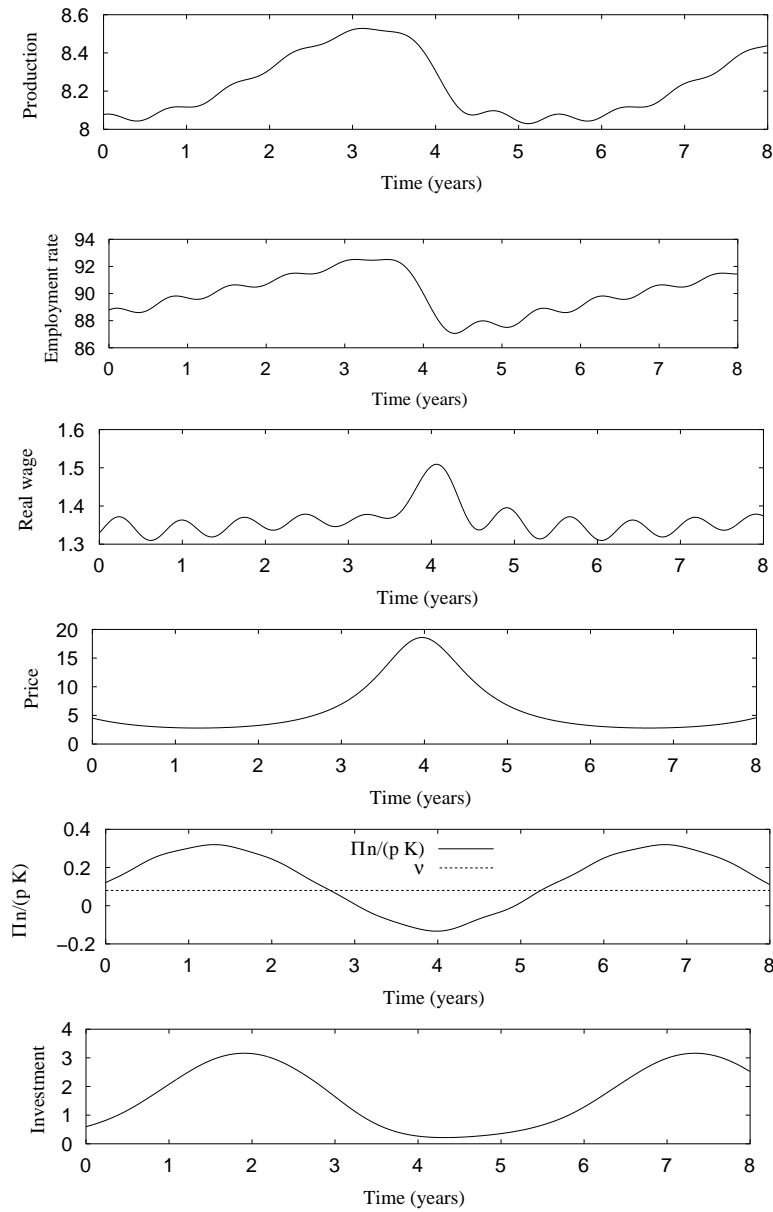 Production
8.6
8.4
8.2
8
0 1 2 3 4 5 6 7 8
Time (years)
Employment rate
94
92
90
88
86
0 1 2 3 4 5 6 7 8
Time (years)
Real wage
1.6
1.5
1.4
1.3
0 1 2 3 4 5 6 7 8
Time (years)
Price
20
15
10
5
0
0 1 2 3 4 5 6 7 8
Time (years)
Πn/(p K)
0.4
0.2
0
−0.2
Πn/(p K)
ν
0 1 2 3 4 5 6 7 8
Time (years)
Investment
4
3
2
1
0
0 1 2 3 4 5 6 7 8
Time (years)